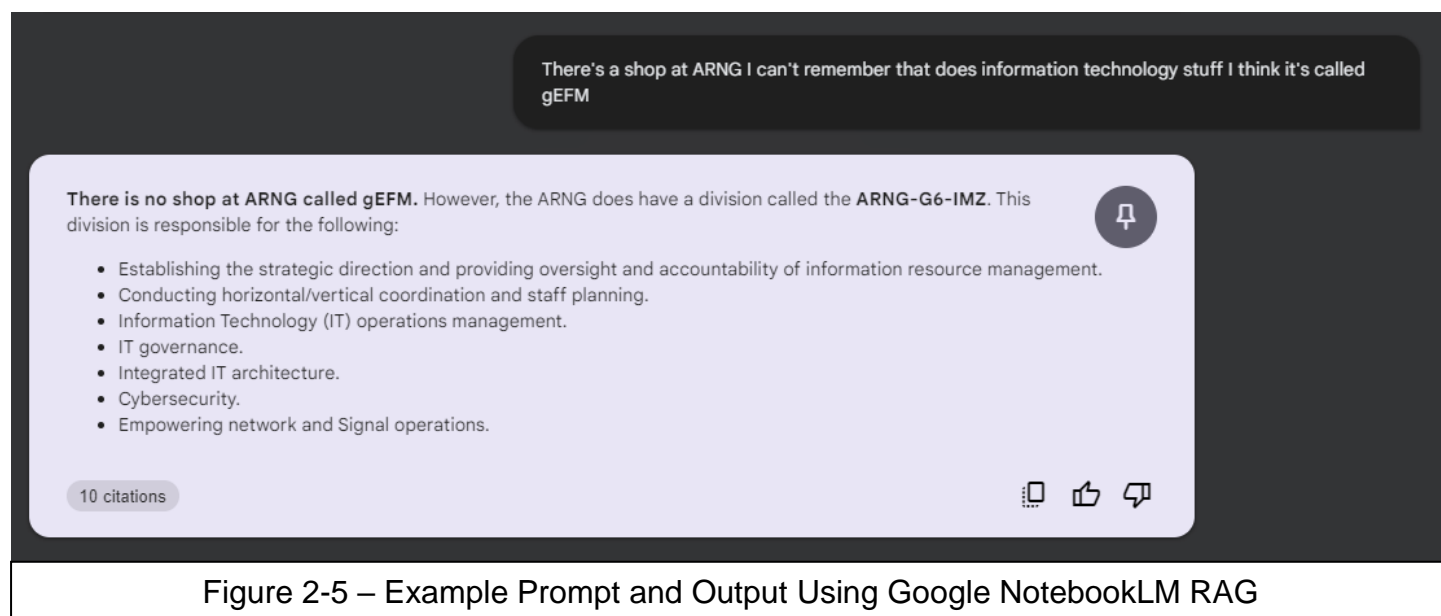 There's a shop at ARNG I can't remember that does information technology stuff I think it's called
gEFM
There is no shop at ARNG called gEFM. However, the ARNG does have a division called the ARNG-G6-IMZ. This
division is responsible for the following:
• Establishing the strategic direction and providing oversight and accountability of information resource management.
• Conducting horizontal/vertical coordination and staff planning.
• Information Technology (IT) operations management.
• IT governance.
• Integrated IT architecture.
• Cybersecurity.
• Empowering network and Signal operations.
10 citations
Figure 2-5 – Example Prompt and Output Using Google NotebookLM RAG